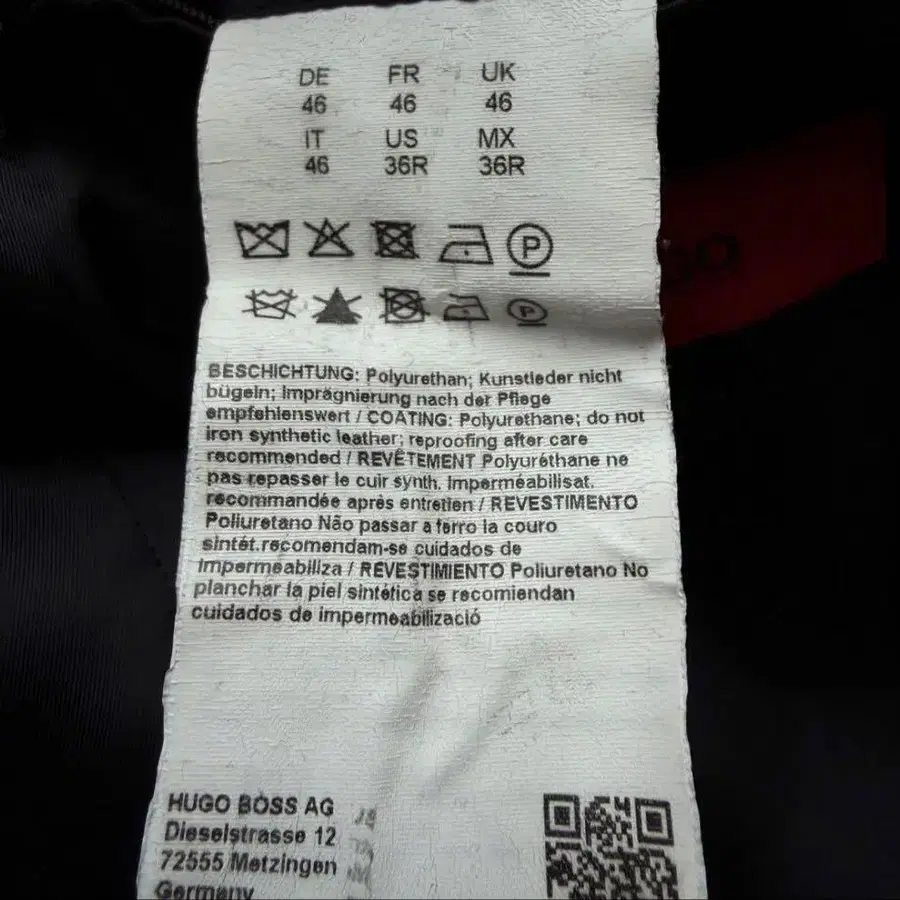 DE FR UK
46 46 46
IT US MX
46 36R 36R
P
P
BESCHICHTUNG: Polyurethan; Kunstleder nicht
bügeln; Imprägnierung nach der Pflege
empfehlenswert / COATING: Polyurethane; do not
iron synthetic leather; reproofing after care
recommended / REVÊTEMENT Polyuréthane ne
pas repasser le cuir synth. Imperméabilisat.
recommandée après entretien / REVESTIMENTO
Poliuretano Não passar a ferro la couro
sintét.recomendam-se cuidados de
Impermeabiliza / REVESTIMIENTO Poliuretano No
planchar la piel sintética se recomiendan
cuidados de impermeabilizació
HUGO BOSS AG
Dieselstrasse 12
72555 Metzingen
Germany
GO